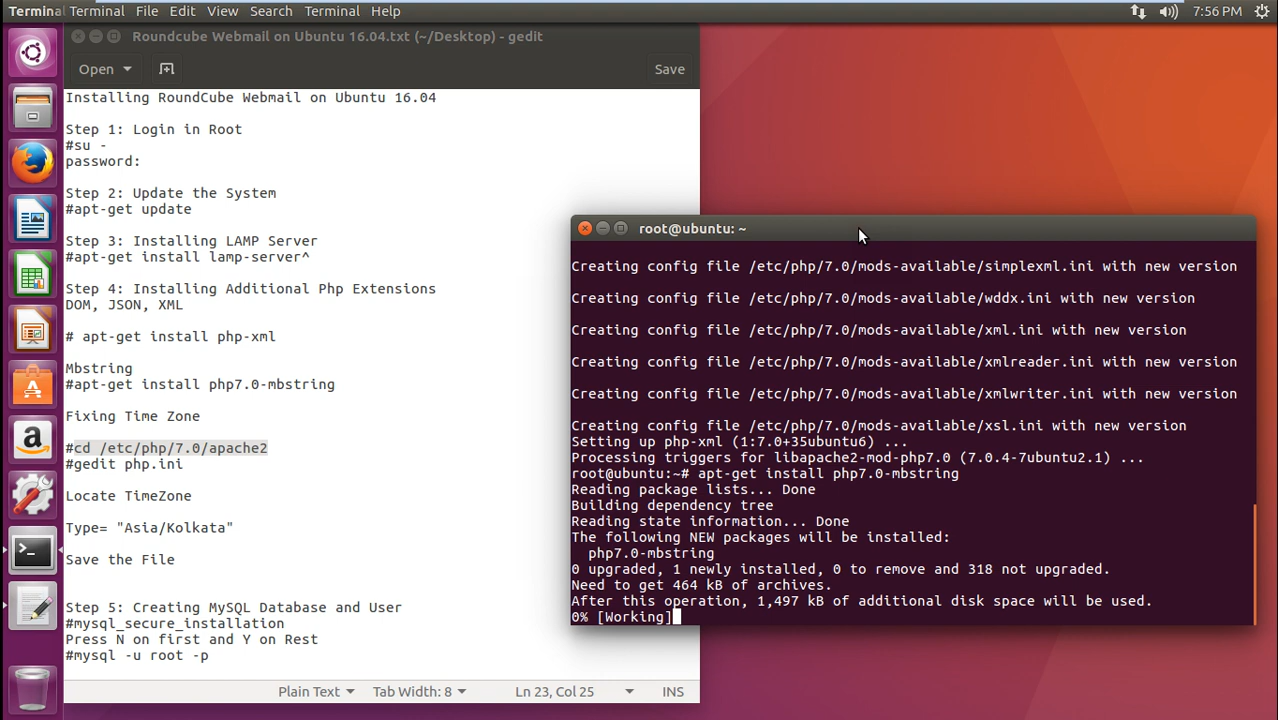 Terminal Terminal File Edit View Search Terminal Help
7:56 PM
Roundcube Webmail on Ubuntu 16.04.txt (~/Desktop) - gedit
Open
Save
Installing RoundCube Webmail on Ubuntu 16.04
Step 1: Login in Root
#su -
password:
Step 2: Update the System
#apt-get update
Step 3: Installing LAMP Server
#apt-get install lamp-server^
Step 4: Installing Additional Php Extensions
DOM, JSON, XML
# apt-get install php-xml
Mbstring
#apt-get install php7.0-mbstring
Fixing Time Zone
#cd /etc/php/7.0/apache2
#gedit php.ini
Locate TimeZone
Type= "Asia/Kolkata"
Save the File
Step 5: Creating MySQL Database and User
#mysql_secure_installation
Press N on first and Y on Rest
#mysql -u root -p
Plain Text
Tab Width: 8
Ln 23, Col 25
INS
root@ubuntu: ~
Creating config file /etc/php/7.0/mods-available/simplexml.ini with new version
Creating config file /etc/php/7.0/mods-available/wddx.ini with new version
Creating config file /etc/php/7.0/mods-available/xml.ini with new version
Creating config file /etc/php/7.0/mods-available/xmlreader.ini with new version
Creating config file /etc/php/7.0/mods-available/xmlwriter.ini with new version
Creating config file /etc/php/7.0/mods-available/xsl.ini with new version
Setting up php-xml (1:7.0+35ubuntu6) ...
Processing triggers for libapache2-mod-php7.0 (7.0.4-7ubuntu2.1) ...
root@ubuntu:~# apt-get install php7.0-mbstring
Reading package lists... Done
Building dependency tree
Reading state information... Done
The following NEW packages will be installed:
php7.0-mbstring
0 upgraded, 1 newly installed, 0 to remove and 318 not upgraded.
Need to get 464 kB of archives.
After this operation, 1,497 kB of additional disk space will be used.
0% [Working]